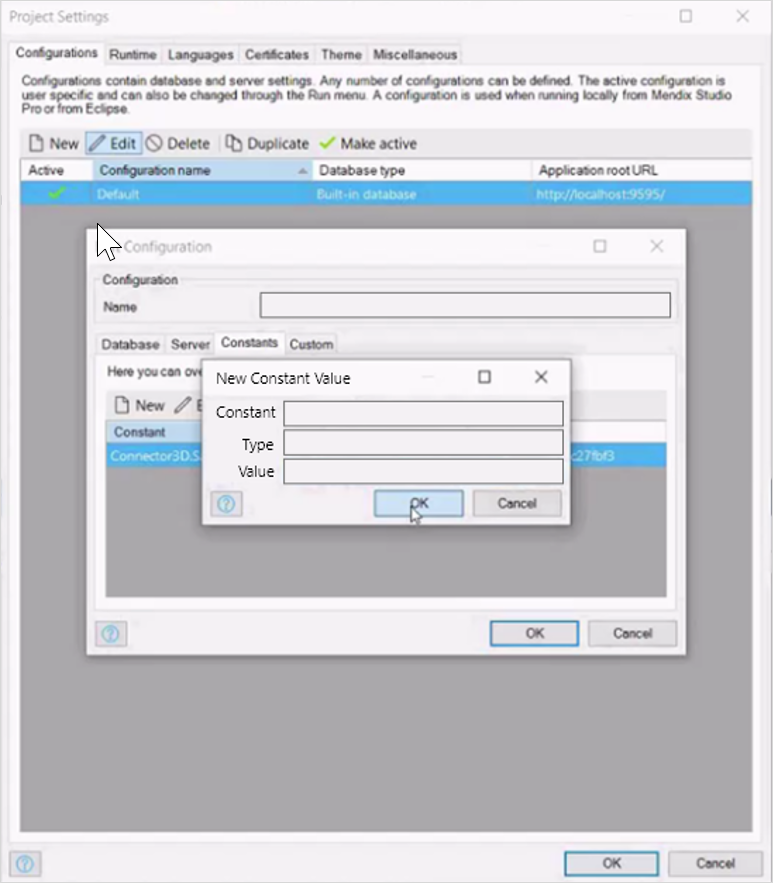 Project Settings
Configurations Runtime Languages Certificates Theme Miscellaneous
Configurations contain database and server settings. Any number of configurations can be defined. The active configuration is
user specific and can also be changed through the Run menu. A configuration is used when running locally from Mendix Studio
Pro or from Eclipse.
New Edit Delete Duplicate Make active
Active Configuration name Database type Application root URL
Default Built-in database http://localhost:9595/
Configuration
Configuration
Name
Database Server Constants Custom
Here you can
New Constant Value
New
Constant
Constant
Connector3D.S
Type
c27fbf3
Value
OK Cancel
OK Cancel
OK Cancel